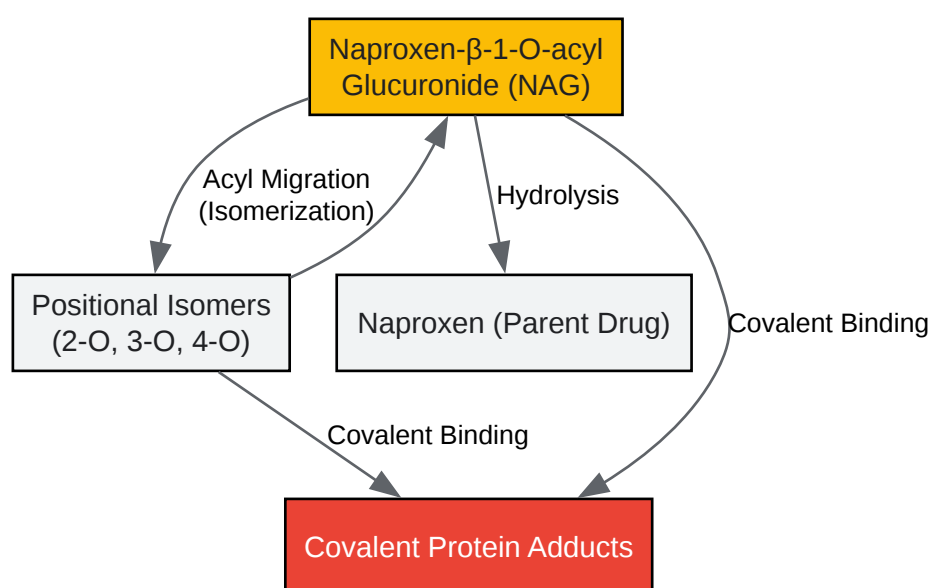 Naproxen-β-1-O-acyl
Glucuronide (NAG)
Acyl Migration
(Isomerization)
Hydrolysis
Positional Isomers
(2-O, 3-O, 4-O)
Naproxen (Parent Drug)
Covalent Binding
Covalent Binding
Covalent Protein Adducts